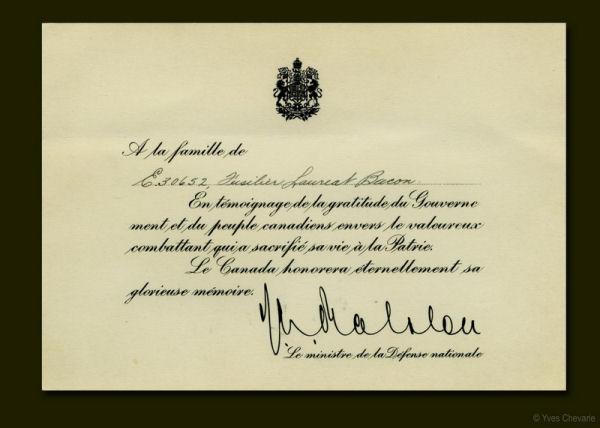 A la famille de
E.30652, Fusilier Laureat Bacon
En témoignage de la gratitude du Gouverne
ment et du peuple canadiens envers le valeureux
combattant qui a sacrifié sa vie à la Patrie.
Le Canada honorera éternellement sa
glorieuse mémoire.
Le ministre de la Défense nationale
© Yves Chevarie